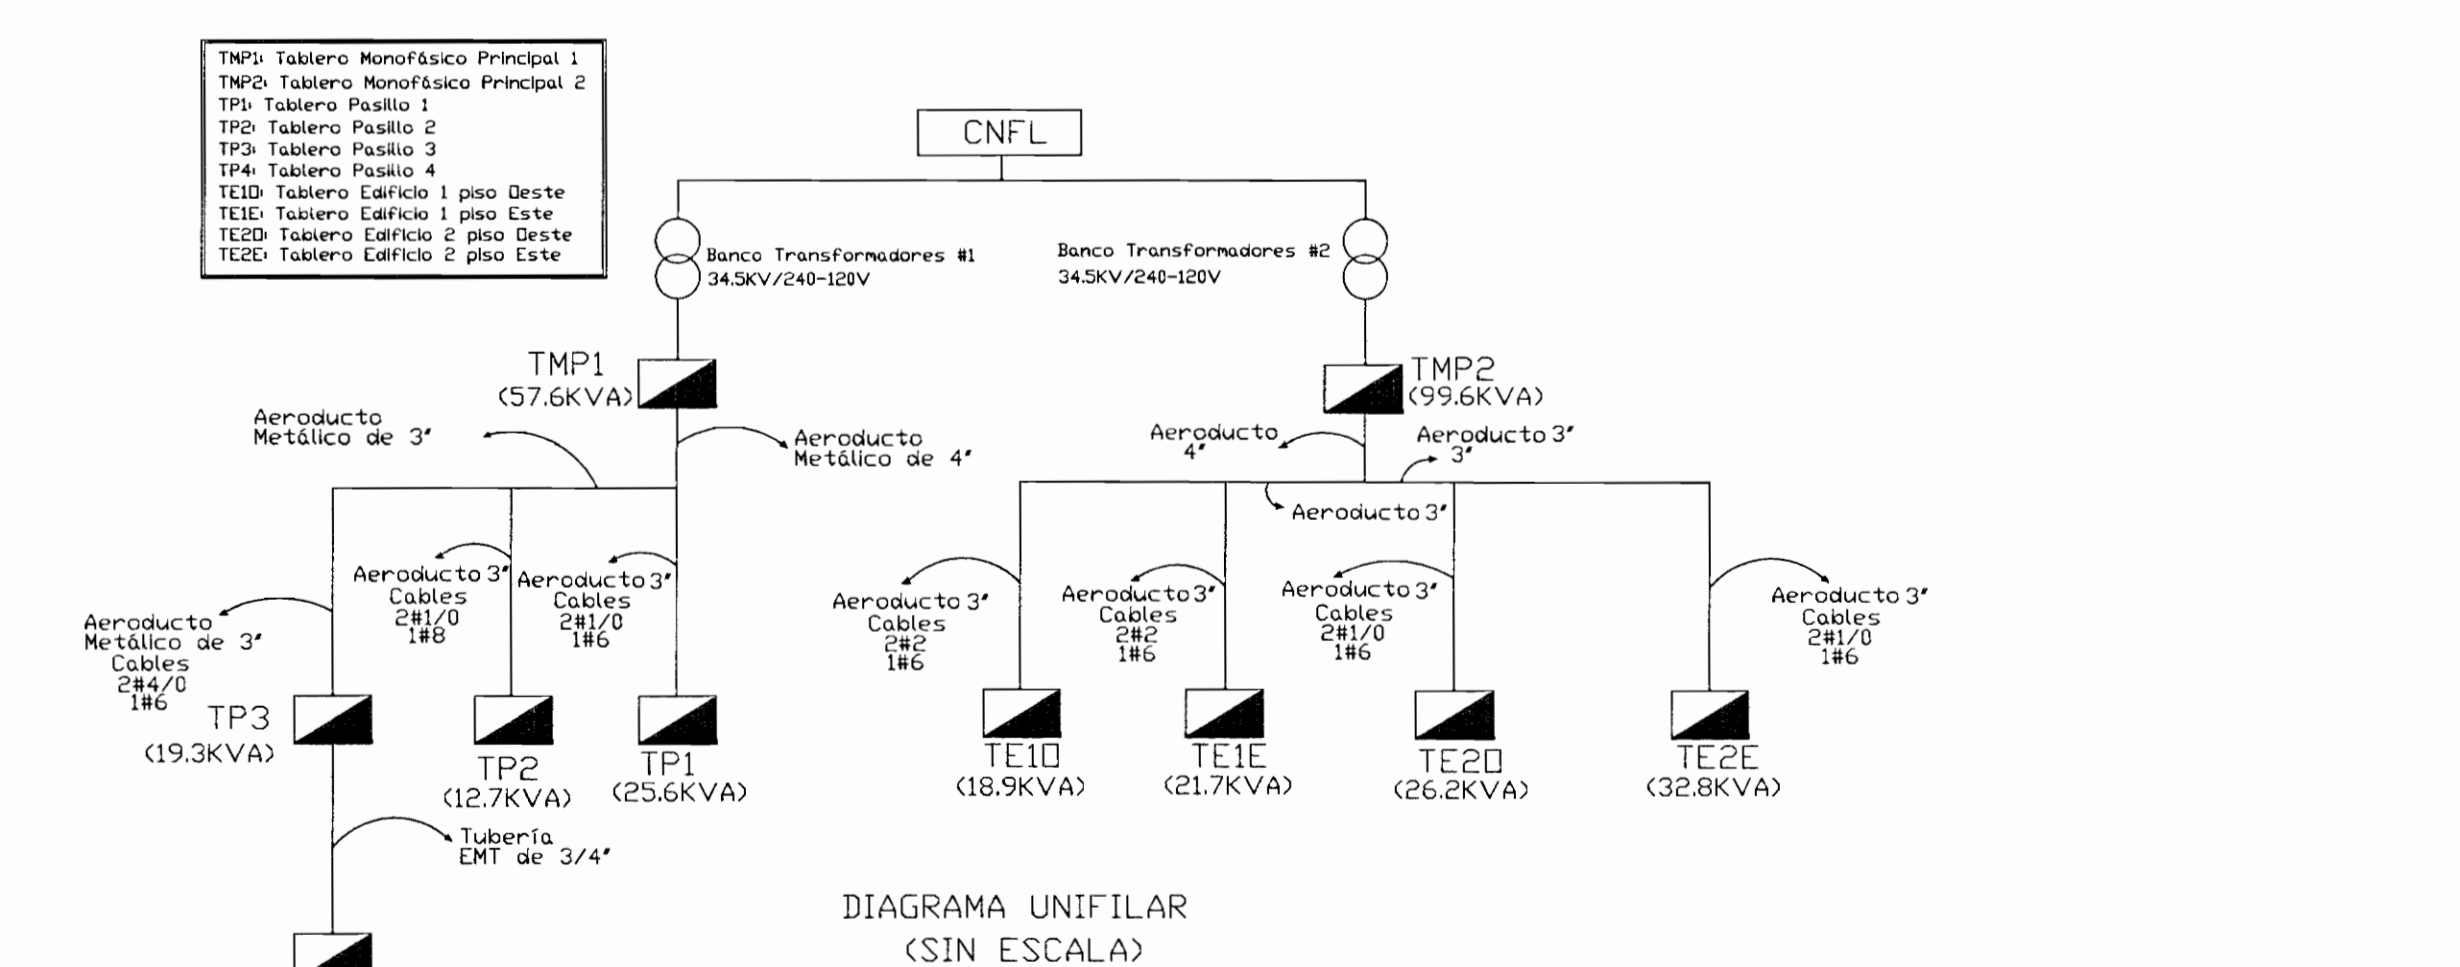 TMP1: Tablero Monofásico Principal 1
TMP2: Tablero Monofásico Principal 2
TP1: Tablero Pasillo 1
TP2: Tablero Pasillo 2
TP3: Tablero Pasillo 3
TP4: Tablero Pasillo 4
TE1O: Tablero Edificio 1 piso Oeste
TE1E: Tablero Edificio 1 piso Este
TE2O: Tablero Edificio 2 piso Oeste
TE2E: Tablero Edificio 2 piso Este
CNFL
Banco Transformadores #1
34.5KV/240-120V
Banco Transformadores #2
34.5KV/240-120V
TMP1
(57.6KVA)
TMP2
(99.6KVA)
Aeroducto
Metálico de 3"
Aeroducto
Metálico de 4"
Aeroducto
4"
Aeroducto 3"
3"
Aeroducto 3"
Aeroducto
Metálico de 3"
Cables
2#4/0
1#6
Aeroducto 3"
Cables
2#1/0
1#8
Aeroducto 3"
Cables
2#1/0
1#6
Aeroducto 3"
Cables
2#2
1#6
Aeroducto 3"
Cables
2#2
1#6
Aeroducto 3"
Cables
2#1/0
1#6
Aeroducto 3"
Cables
2#1/0
1#6
TP3
(19.3KVA)
TP2
(12.7KVA)
TP1
(25.6KVA)
TE1O
(18.9KVA)
TE1E
(21.7KVA)
TE2O
(26.2KVA)
TE2E
(32.8KVA)
Tubería
EMT de 3/4"
DIAGRAMA UNIFILAR
(SIN ESCALA)